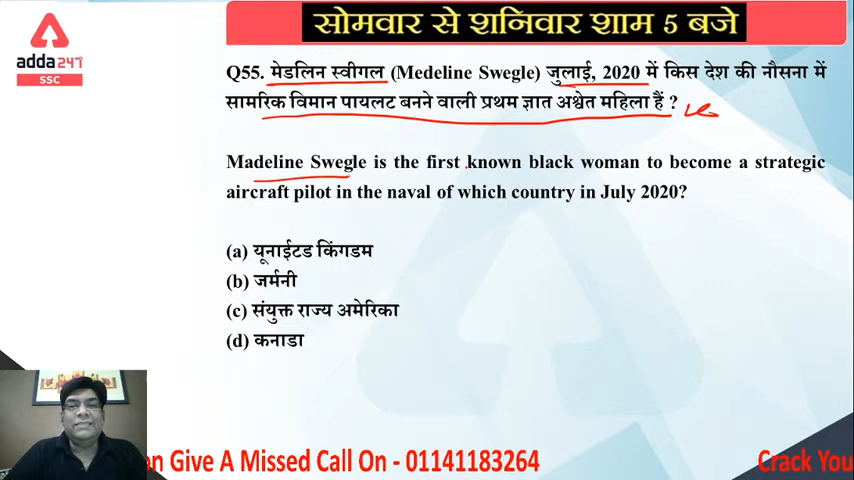 सोमवार से शनिवार शाम 5 बजे
adda247
SSC
Q55. मेडलिन स्वीगल (Medeline Swegle) जुलाई, 2020 में किस देश की नौसना में
सामरिक विमान पायलट बनने वाली प्रथम ज्ञात अश्वेत महिला हैं ?
Madeline Swegle is the first known black woman to become a strategic
aircraft pilot in the naval of which country in July 2020?
(a) यूनाईटड किंगडम
(b) जर्मनी
(c) संयुक्त राज्य अमेरिका
(d) कनाडा
an Give A Missed Call On - 01141183264
Crack You